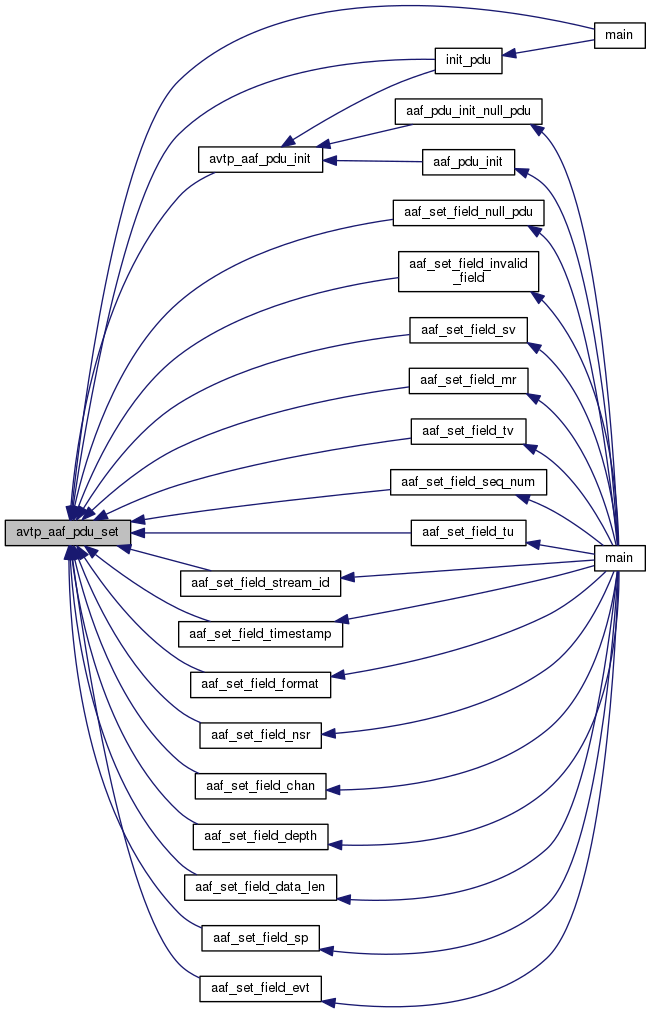 main
init_pdu
aaf_pdu_init_null_pdu
avtp_aaf_pdu_init
aaf_pdu_init
aaf_set_field_null_pdu
aaf_set_field_invalid
_field
aaf_set_field_sv
aaf_set_field_mr
aaf_set_field_tv
aaf_set_field_seq_num
avtp_aaf_pdu_set
aaf_set_field_tu
main
aaf_set_field_stream_id
aaf_set_field_timestamp
aaf_set_field_format
aaf_set_field_nsr
aaf_set_field_chan
aaf_set_field_depth
aaf_set_field_data_len
aaf_set_field_sp
aaf_set_field_evt